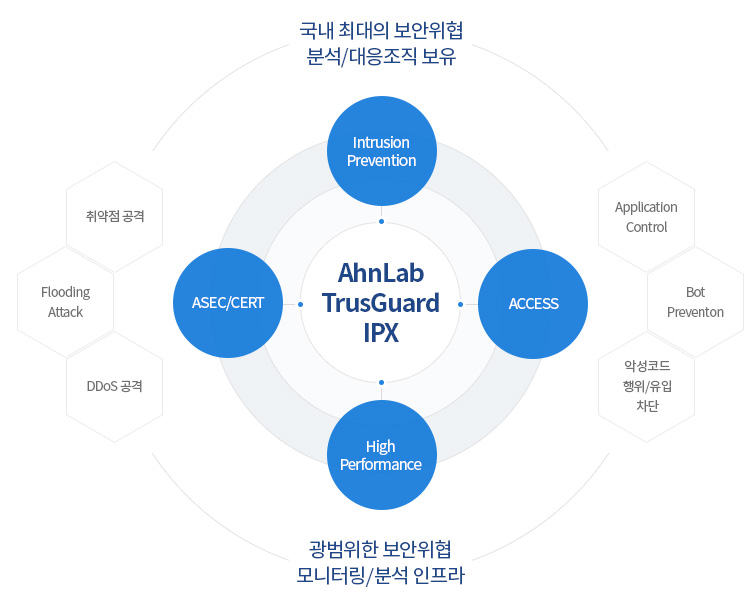 국내 최대의 보안위협
분석/대응조직 보유
Intrusion
Prevention
취약점 공격
Flooding
Attack
DDoS 공격
ASEC/CERT
AhnLab
TrusGuard
IPX
ACCESS
Application
Control
Bot
Preventon
악성코드
행위/유입
차단
High
Performance
광범위한 보안위협
모니터링/분석 인프라